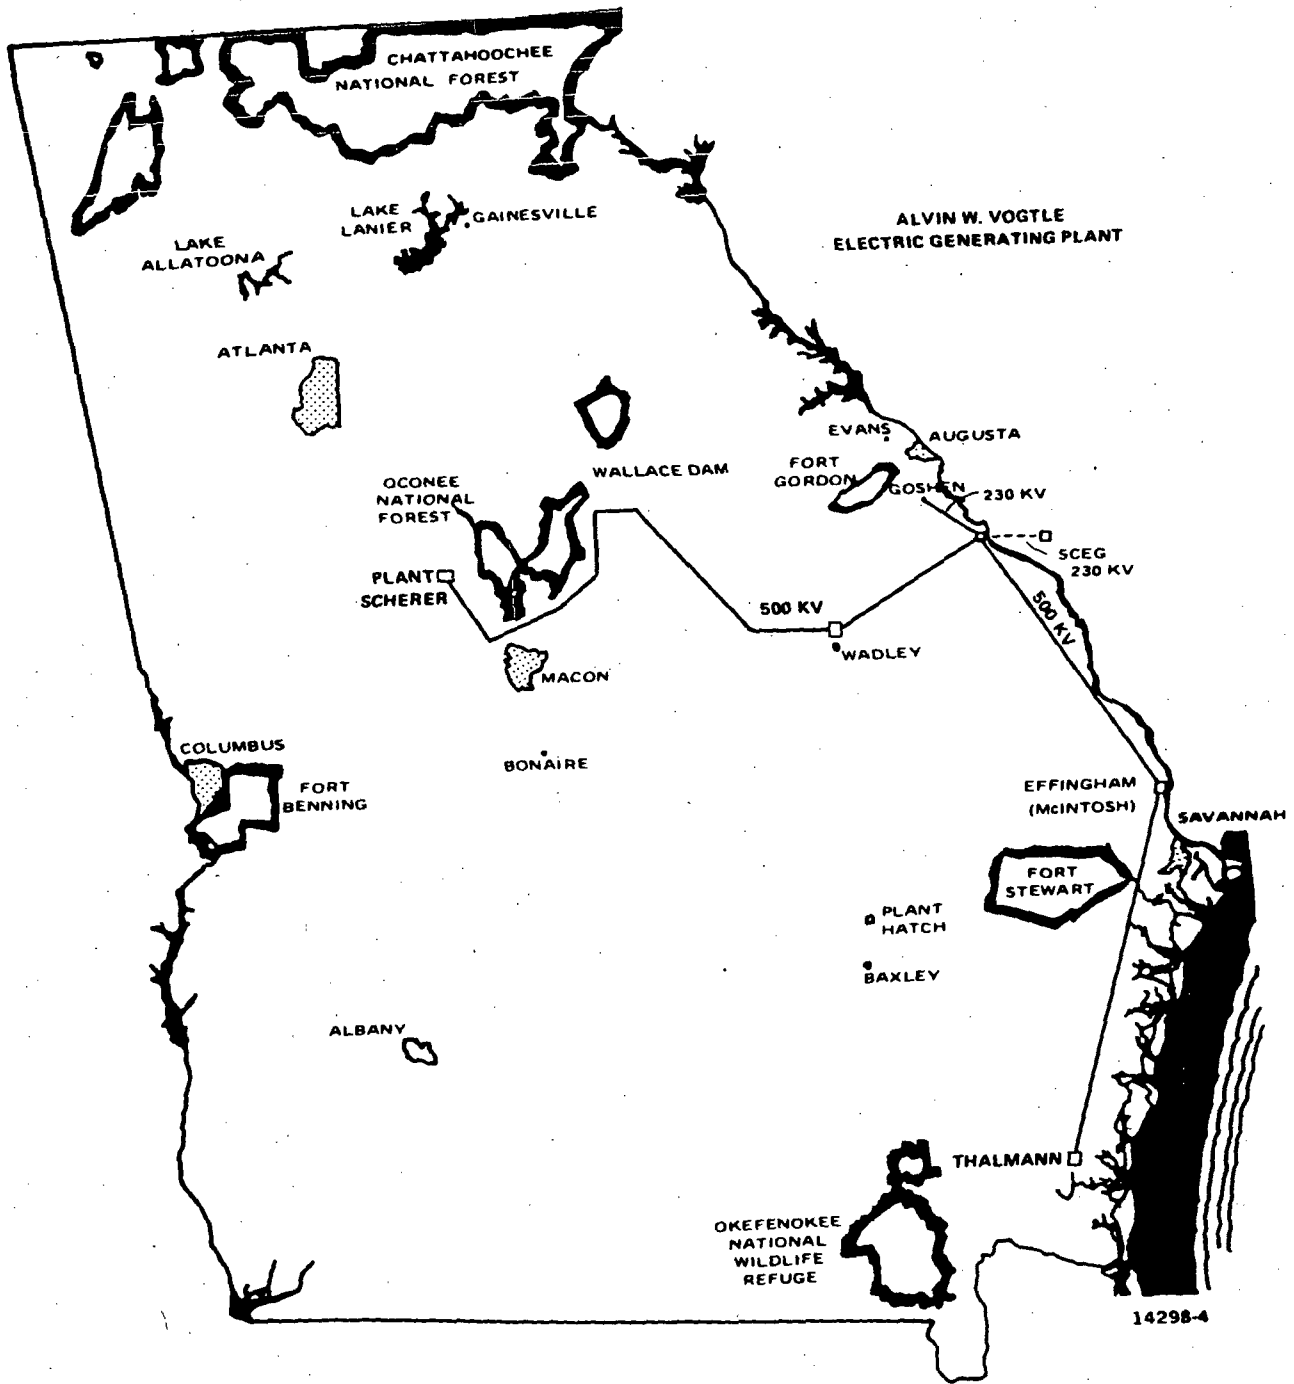 CHATTAHOOCHEE
NATIONAL FOREST
LAKE
LANIER
GAINESVILLE
LAKE
ALLATOONA
ALVIN W. VOGTLE
ELECTRIC GENERATING PLANT
ATLANTA
EVANS
AUGUSTA
WALLACE DAM
FORT
GORDON
GOSHEN
230 KV
OCONEE
NATIONAL
FOREST
SCEG
230 KV
PLANT
SCHERER
500 KV
500 KV
WADLEY
MACON
COLUMBUS
BONAIRE
FORT
BENNING
EFFINGHAM
(McINTOSH)
SAVANNAH
FORT
STEWART
PLANT
HATCH
BAXLEY
ALBANY
THALMANN
OKEFENOKEE
NATIONAL
WILDLIFE
REFUGE
14298-4